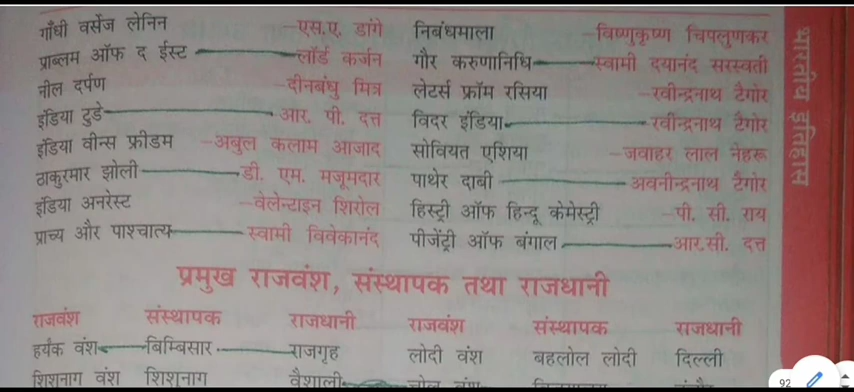 गाँधी वर्सेज लेनिन -एस.ए. डांगे
प्राब्लम ऑफ द ईस्ट -लॉर्ड कर्जन
नील दर्पण -दीनबंधु मित्र
इंडिया टुडे -आर. पी. दत्त
इंडिया वीन्स फ्रीडम -अबुल कलाम आजाद
ठाकुरमार झोली -डी. एम. मजूमदार
इंडिया अनरेस्ट -वेलेन्टाइन शिरोल
प्राच्य और पाश्चात्य -स्वामी विवेकानंद
निबंधमाला -विष्णुकृष्ण चिपलुणकर
गौर करुणानिधि -स्वामी दयानंद सरस्वती
लेटर्स फ्रॉम रसिया -रवीन्द्रनाथ टैगोर
विदर इंडिया -रवीन्द्रनाथ टैगोर
सोवियत एशिया -जवाहर लाल नेहरू
पाथेर दाबी -अवनीन्द्रनाथ टैगोर
हिस्ट्री ऑफ हिन्दू केमेस्ट्री -पी. सी. राय
पीजेंट्री ऑफ बंगाल -आर.सी. दत्त
भारतीय इतिहास
प्रमुख राजवंश, संस्थापक तथा राजधानी
राजवंश संस्थापक राजधानी राजवंश संस्थापक राजधानी
हर्यक वंश -बिम्बिसार राजगृह लोदी वंश बहलोल लोदी दिल्ली
शिशुनाग वंश शिशुनाग वैशाली
92